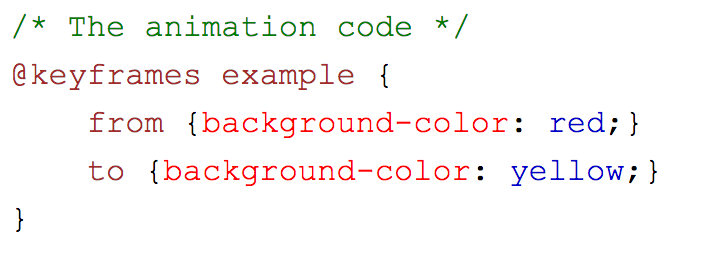 /* The animation code */
@keyframes example {
    from {background-color: red;}
    to {background-color: yellow;}
}